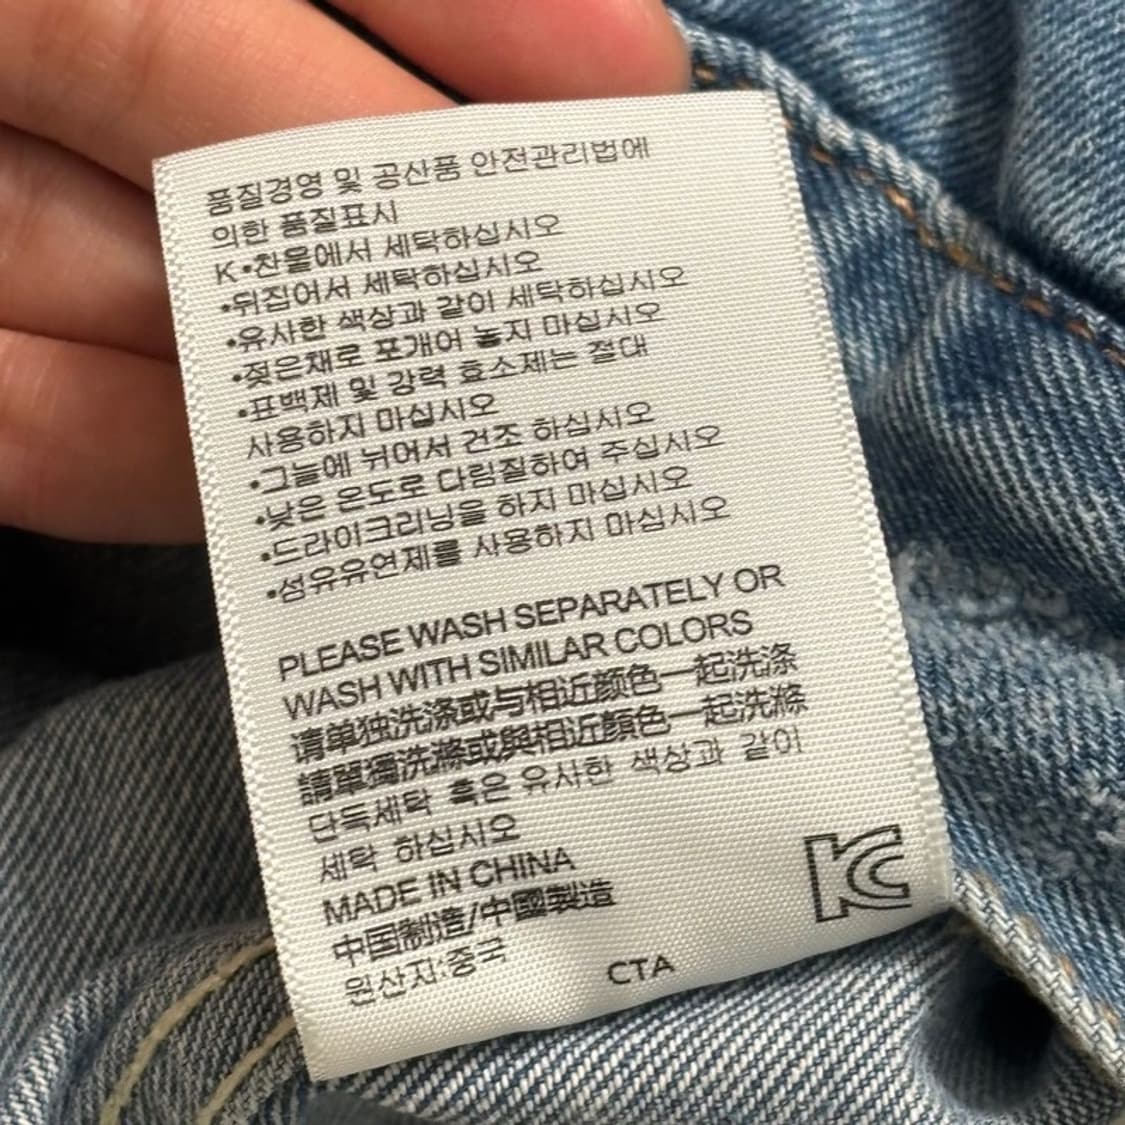 품질경영 및 공산품 안전관리법에
의한 품질표시
K•찬물에서 세탁하십시오
•뒤집어서 세탁하십시오
•유사한 색상과 같이 세탁하십시오
•젖은채로 포개어 놓지 마십시오
•표백제 및 강력 효소제는 절대
사용하지 마십시오
•그늘에 뉘어서 건조 하십시오
•낮은 온도로 다림질하여 주십시오
•드라이크리닝을 하지 마십시오
•섬유유연제를 사용하지 마십시오
PLEASE WASH SEPARATELY OR
WASH WITH SIMILAR COLORS
请单独洗涤或与相近颜色一起洗涤
請單獨洗滌或與相近顏色一起洗滌
단독세탁 혹은 유사한 색상과 같이
세탁 하십시오
MADE IN CHINA
中国制造/中國製造
원산지:중국
KC
CTA